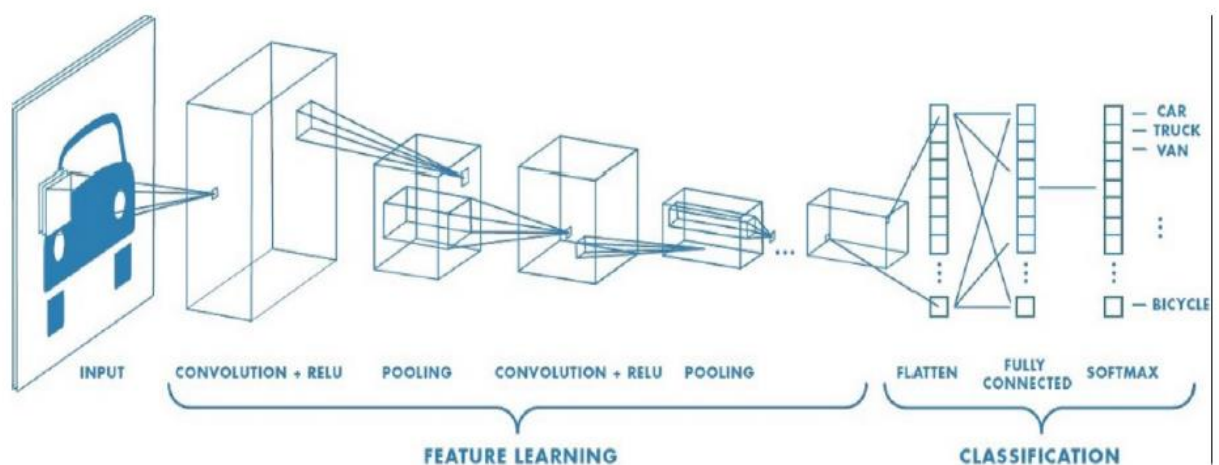 CAR
TRUCK
VAN
BICYCLE
INPUT
CONVOLUTION + RELU
POOLING
CONVOLUTION + RELU
POOLING
FLATTEN
FULLY
CONNECTED
SOFTMAX
FEATURE LEARNING
CLASSIFICATION